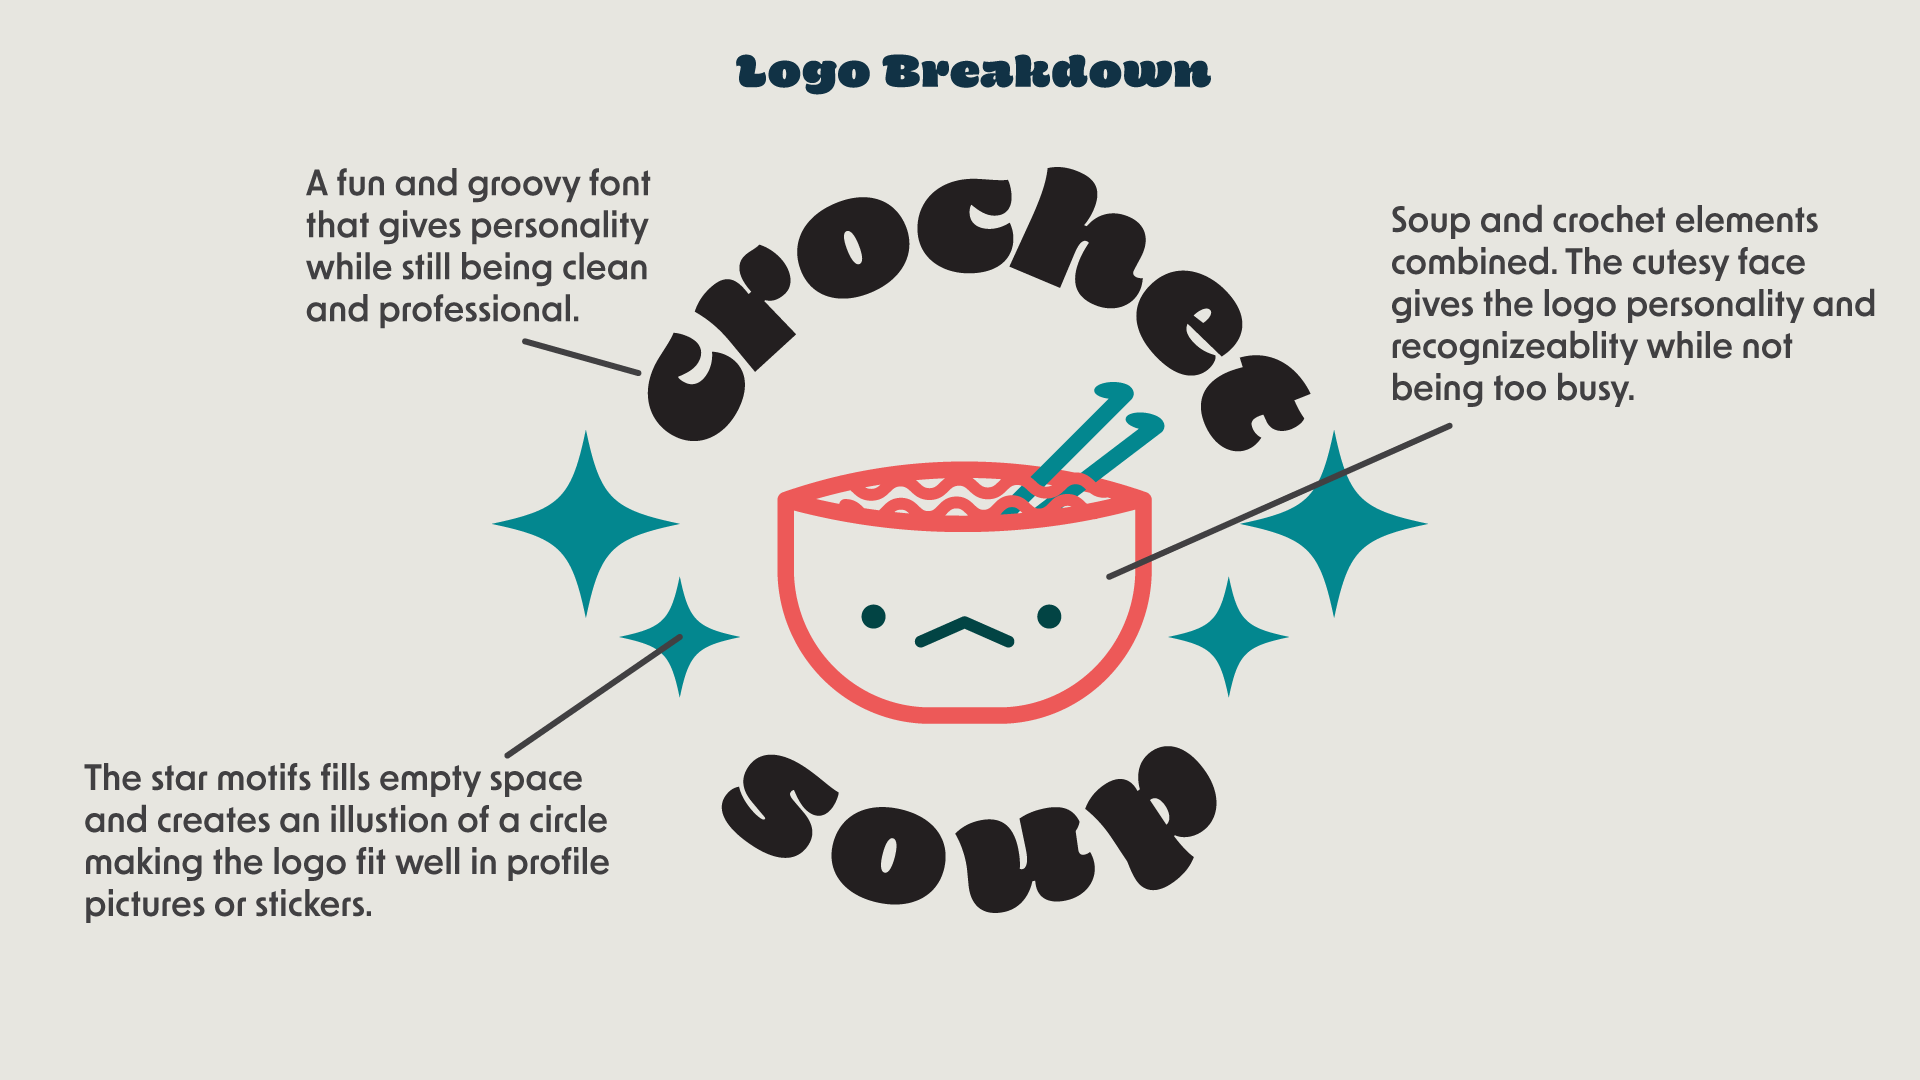 Logo Breakdown
A fun and groovy font
that gives personality
while still being clean
and professional.
crochet
Soup and crochet elements
combined. The cutesy face
gives the logo personality and
recognizeablity while not
being too busy.
The star motifs fills empty space
and creates an illustion of a circle
making the logo fit well in profile
pictures or stickers.
soup